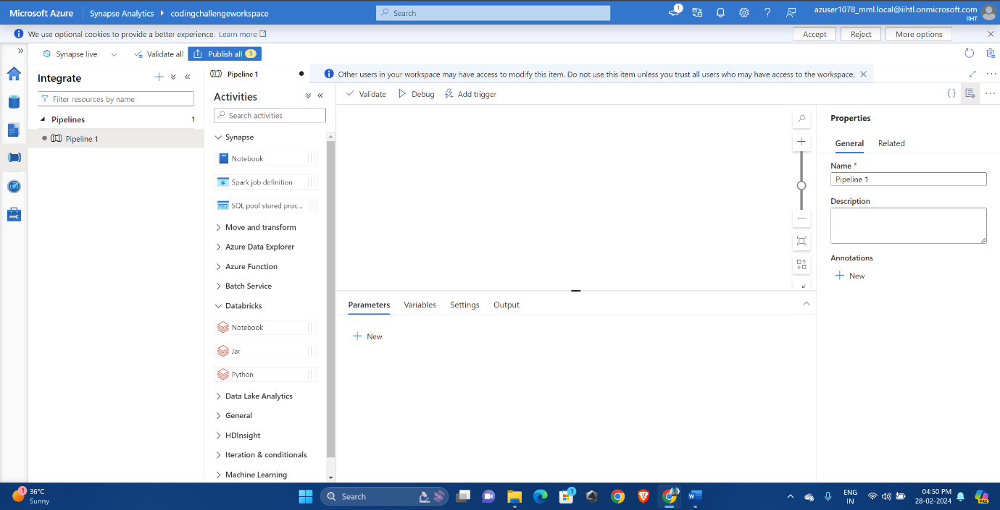 Microsoft Azure
Synapse Analytics
codingchallengeworkspace
Search
1
azuser1078_mml.local@iihtl.onmicrosoft.com
IIHT
We use optional cookies to provide a better experience. Learn more
Accept
Reject
More options
Synapse live
Validate all
Publish all 1
Integrate
Filter resources by name
Pipelines 1
Pipeline 1
Pipeline 1
Other users in your workspace may have access to modify this item. Do not use this item unless you trust all users who may have access to the workspace.
Activities
Search activities
Synapse
Notebook
Spark job definition
SQL pool stored proc...
Move and transform
Azure Data Explorer
Azure Function
Batch Service
Databricks
Notebook
Jar
Python
Data Lake Analytics
General
HDInsight
Iteration & conditionals
Machine Learning
Validate
Debug
Add trigger
Parameters
Variables
Settings
Output
New
Properties
General
Related
Name *
Pipeline 1
Description
Annotations
New
1
36°C
Sunny
Search
1
ENG
IN
04:50 PM
28-02-2024
PRE